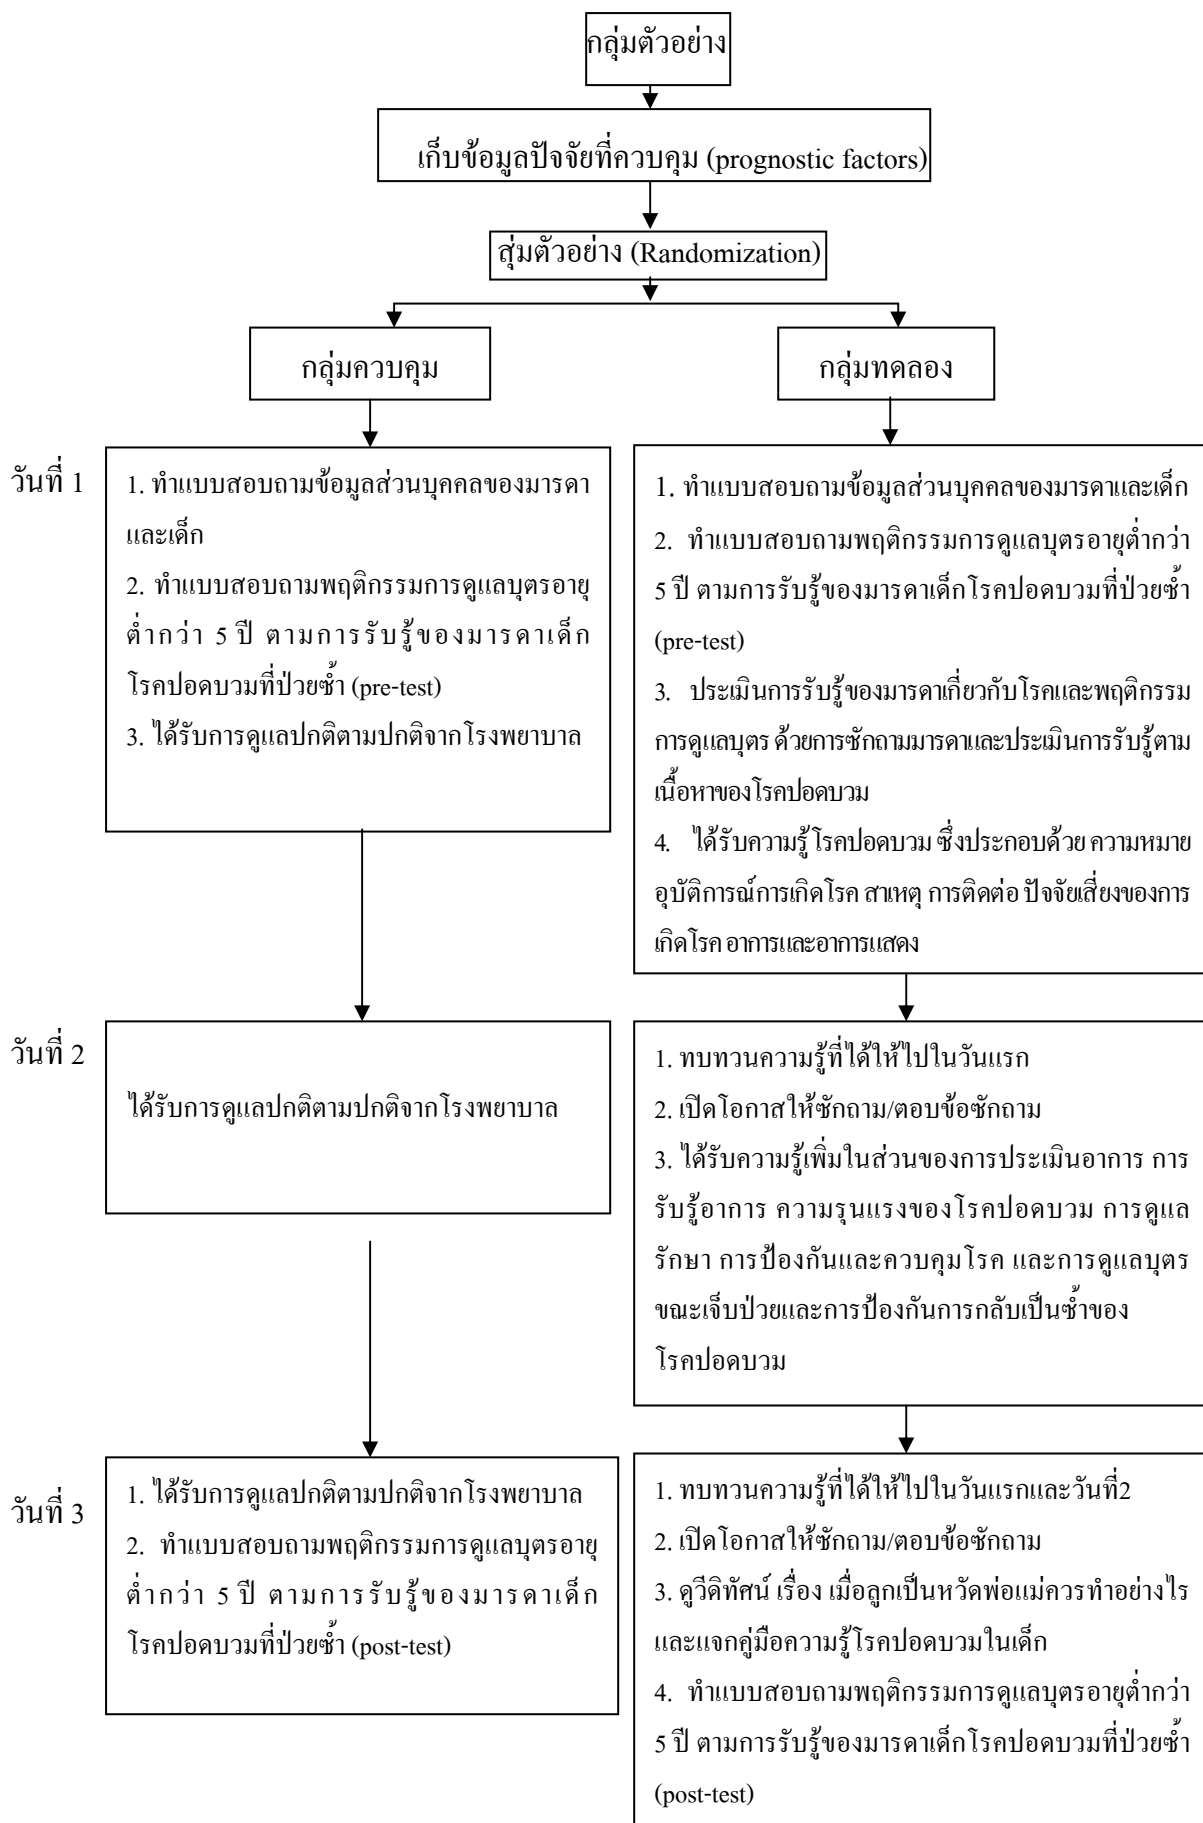 กลุ่มตัวอย่าง
เก็บข้อมูลปัจจัยที่ควบคุม (prognostic factors)
สุ่มตัวอย่าง (Randomization)
กลุ่มควบคุม
กลุ่มทดลอง
วันที่ 1
1. ทำแบบสอบถามข้อมูลส่วนบุคคลของมารดา
และเด็ก
2. ทำแบบสอบถามพฤติกรรมการดูแลบุตรอายุ
ต่ำกว่า 5 ปี ตามการรับรู้ของมารดาเด็ก
โรคปอดบวมที่ป่วยซ้ำ (pre-test)
3. ได้รับการดูแลปกติตามปกติจากโรงพยาบาล
1. ทำแบบสอบถามข้อมูลส่วนบุคคลของมารดาและเด็ก
2. ทำแบบสอบถามพฤติกรรมการดูแลบุตรอายุต่ำกว่า
5 ปี ตามการรับรู้ของมารดาเด็กโรคปอดบวมที่ป่วยซ้ำ
(pre-test)
3. ประเมินการรับรู้ของมารดาเกี่ยวกับโรคและพฤติกรรม
การดูแลบุตร ด้วยการซักถามมารดาและประเมินการรับรู้ตาม
เนื้อหาของโรคปอดบวม
4. ได้รับความรู้โรคปอดบวม ซึ่งประกอบด้วย ความหมาย
อุบัติการณ์การเกิดโรค สาเหตุ การติดต่อ ปัจจัยเสี่ยงของการ
เกิดโรค อาการและอาการแสดง
วันที่ 2
ได้รับการดูแลปกติตามปกติจากโรงพยาบาล
1. ทบทวนความรู้ที่ได้ให้ไปในวันแรก
2. เปิดโอกาสให้ซักถาม/ตอบข้อซักถาม
3. ได้รับความรู้เพิ่มในส่วนของการประเมินอาการ การ
รับรู้อาการ ความรุนแรงของโรคปอดบวม การดูแล
รักษา การป้องกันและควบคุมโรค และการดูแลบุตร
ขณะเจ็บป่วยและการป้องกันการกลับเป็นซ้ำของ
โรคปอดบวม
วันที่ 3
1. ได้รับการดูแลปกติตามปกติจากโรงพยาบาล
2. ทำแบบสอบถามพฤติกรรมการดูแลบุตรอายุ
ต่ำกว่า 5 ปี ตามการรับรู้ของมารดาเด็ก
โรคปอดบวมที่ป่วยซ้ำ (post-test)
1. ทบทวนความรู้ที่ได้ให้ไปในวันแรกและวันที่2
2. เปิดโอกาสให้ซักถาม/ตอบข้อซักถาม
3. ดูวีดิทัศน์ เรื่อง เมื่อลูกเป็นหวัดพ่อแม่ควรทำอย่างไร
และแจกคู่มือความรู้โรคปอดบวมในเด็ก
4. ทำแบบสอบถามพฤติกรรมการดูแลบุตรอายุต่ำกว่า
5 ปี ตามการรับรู้ของมารดาเด็กโรคปอดบวมที่ป่วยซ้ำ
(post-test)